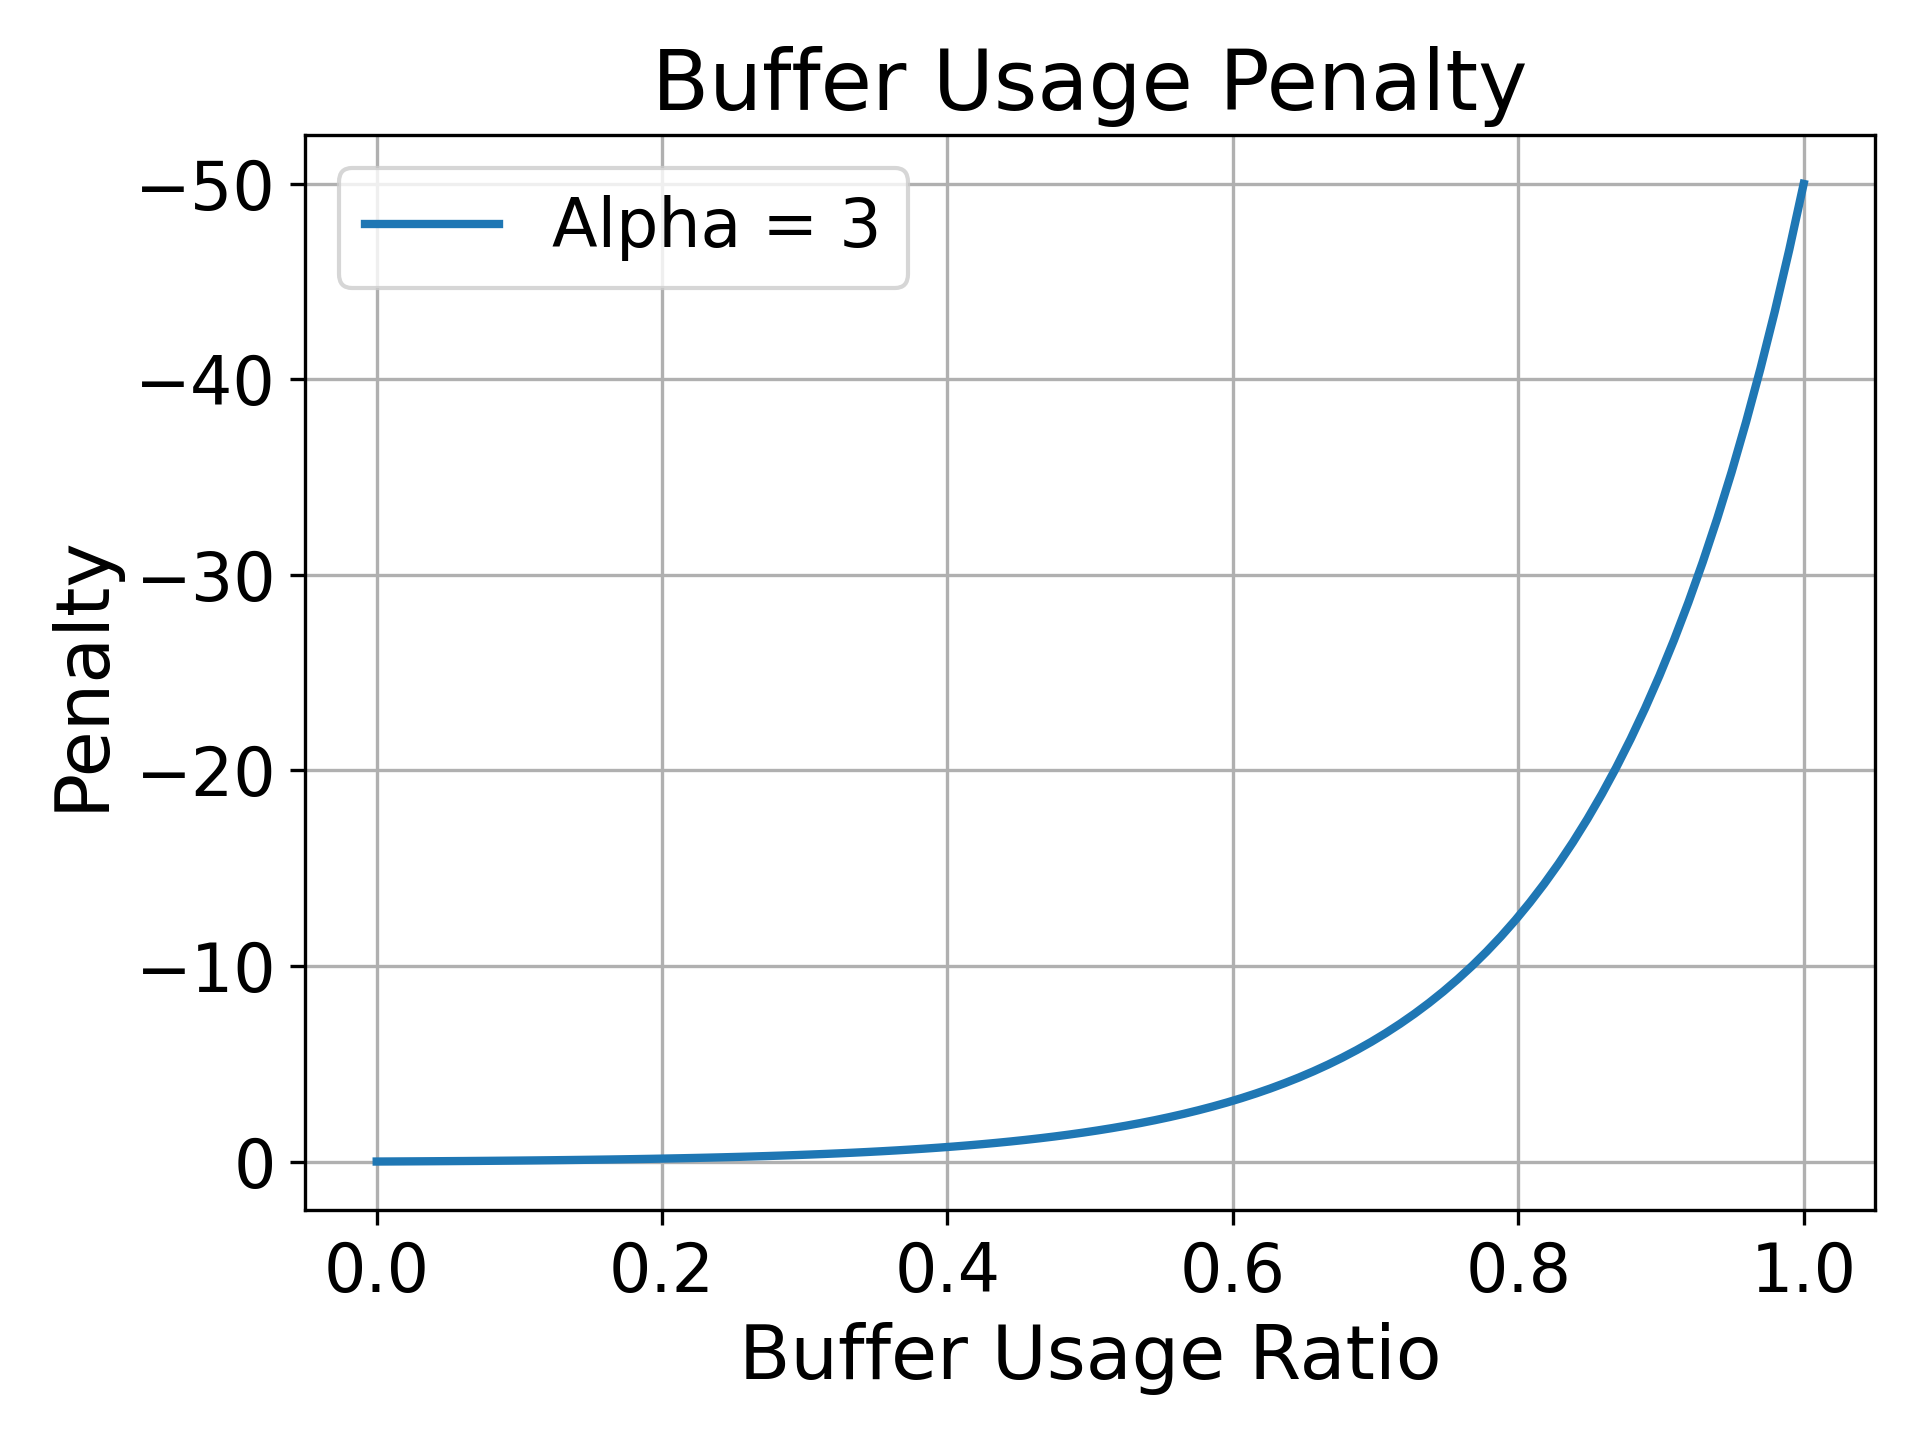 Buffer Usage Penalty
Alpha = 3
Penalty
−50
−40
−30
−20
−10
0
0.0 0.2 0.4 0.6 0.8 1.0
Buffer Usage Ratio